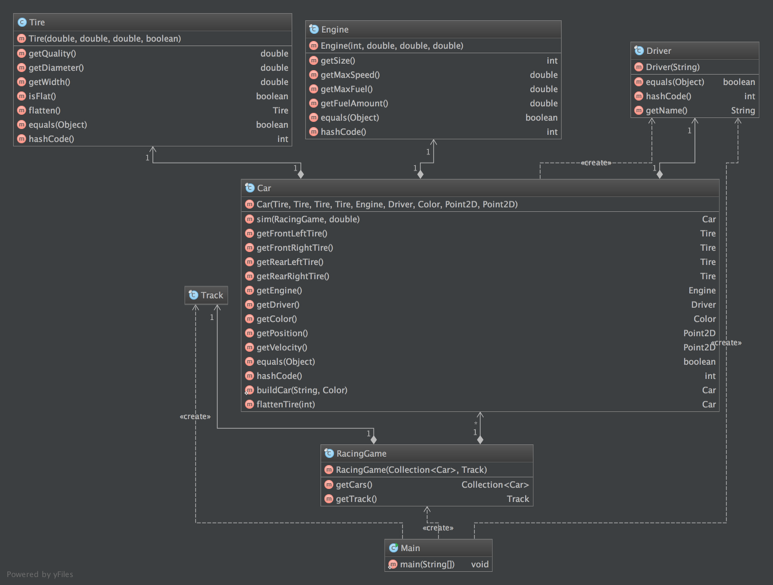 Tire
Tire(double, double, double, boolean)
getQuality() double
getDiameter() double
getWidth() double
isFlat() boolean
flatten() Tire
equals(Object) boolean
hashCode() int
Engine
Engine(int, double, double, double)
getSize() int
getMaxSpeed() double
getMaxFuel() double
getFuelAmount() double
equals(Object) boolean
hashCode() int
Driver
Driver(String)
equals(Object) boolean
hashCode() int
getName() String
1
1
1
1
1
1
«create»
Car
Car(Tire, Tire, Tire, Tire, Engine, Driver, Color, Point2D, Point2D)
sim(RacingGame, double) Car
getFrontLeftTire() Tire
getFrontRightTire() Tire
getRearLeftTire() Tire
getRearRightTire() Tire
getEngine() Engine
getDriver() Driver
getColor() Color
getPosition() Point2D
getVelocity() Point2D
equals(Object) boolean
hashCode() int
buildCar(String, Color) Car
flattenTire(int) Car
«create»
Track
1
«create»
1
*
1
RacingGame
RacingGame(Collection<Car>, Track)
getCars() Collection<Car>
getTrack() Track
«create»
Main
main(String[]) void
Powered by yFiles